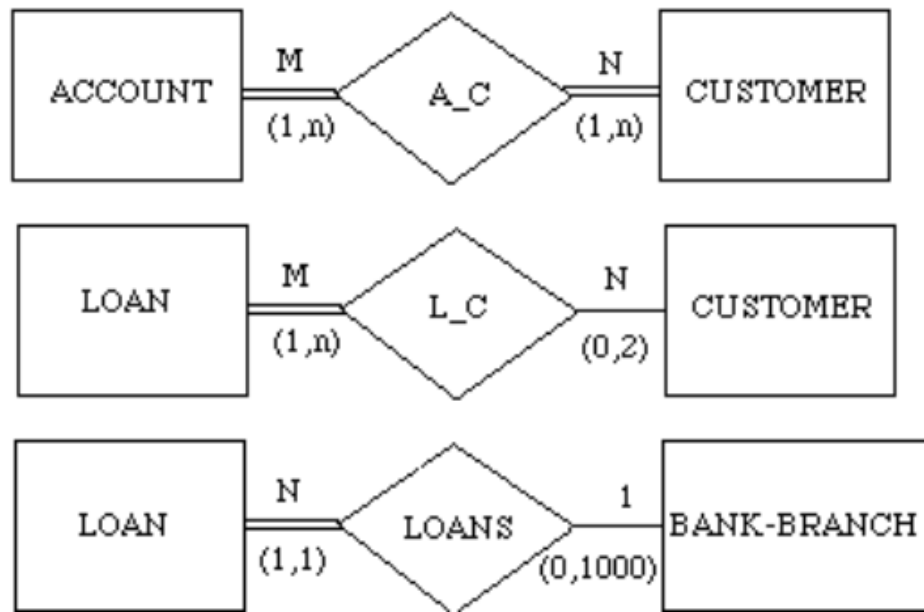 M N
ACCOUNT A_C CUSTOMER
(1,n) (1,n)
M N
LOAN L_C CUSTOMER
(1,n) (0,2)
N 1
LOAN LOANS BANK-BRANCH
(1,1) (0,1000)